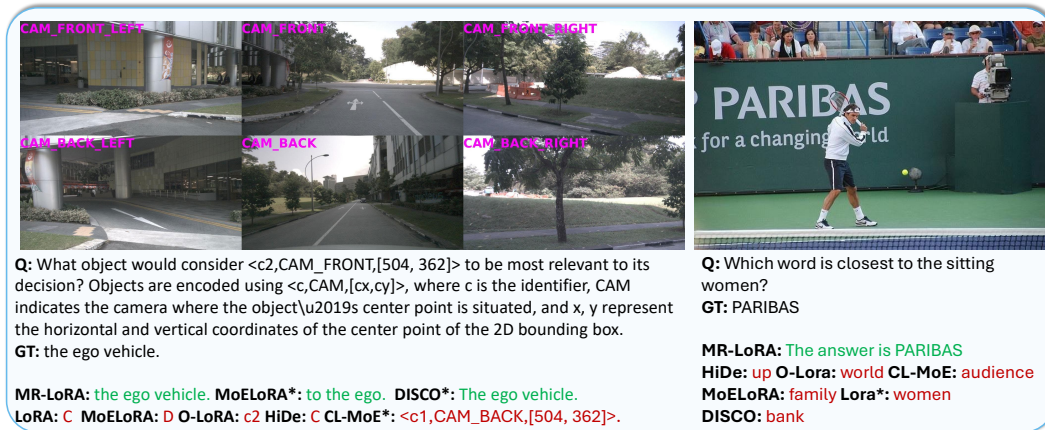 CAM_FRONT_LEFT CAM_FRONT CAM_FRONT_RIGHT
CAM_BACK_LEFT CAM_BACK CAM_BACK_RIGHT
Q: What object would consider <c2,CAM_FRONT,[504, 362]> to be most relevant to its
decision? Objects are encoded using <c,CAM,[cx,cy]>, where c is the identifier, CAM
indicates the camera where the object\u2019s center point is situated, and x, y represent
the horizontal and vertical coordinates of the center point of the 2D bounding box.
GT: the ego vehicle.
MR-LoRA: the ego vehicle. MoELoRA*: to the ego. DISCO*: The ego vehicle.
LoRA: C MoELoRA: D O-LoRA: c2 HiDe: C CL-MoE*: <c1,CAM_BACK,[504, 362]>.
PARIBAS
for a changing world
Q: Which word is closest to the sitting
women?
GT: PARIBAS
MR-LoRA: The answer is PARIBAS
HiDe: up O-Lora: world CL-MoE: audience
MoELoRA: family Lora*: women
DISCO: bank